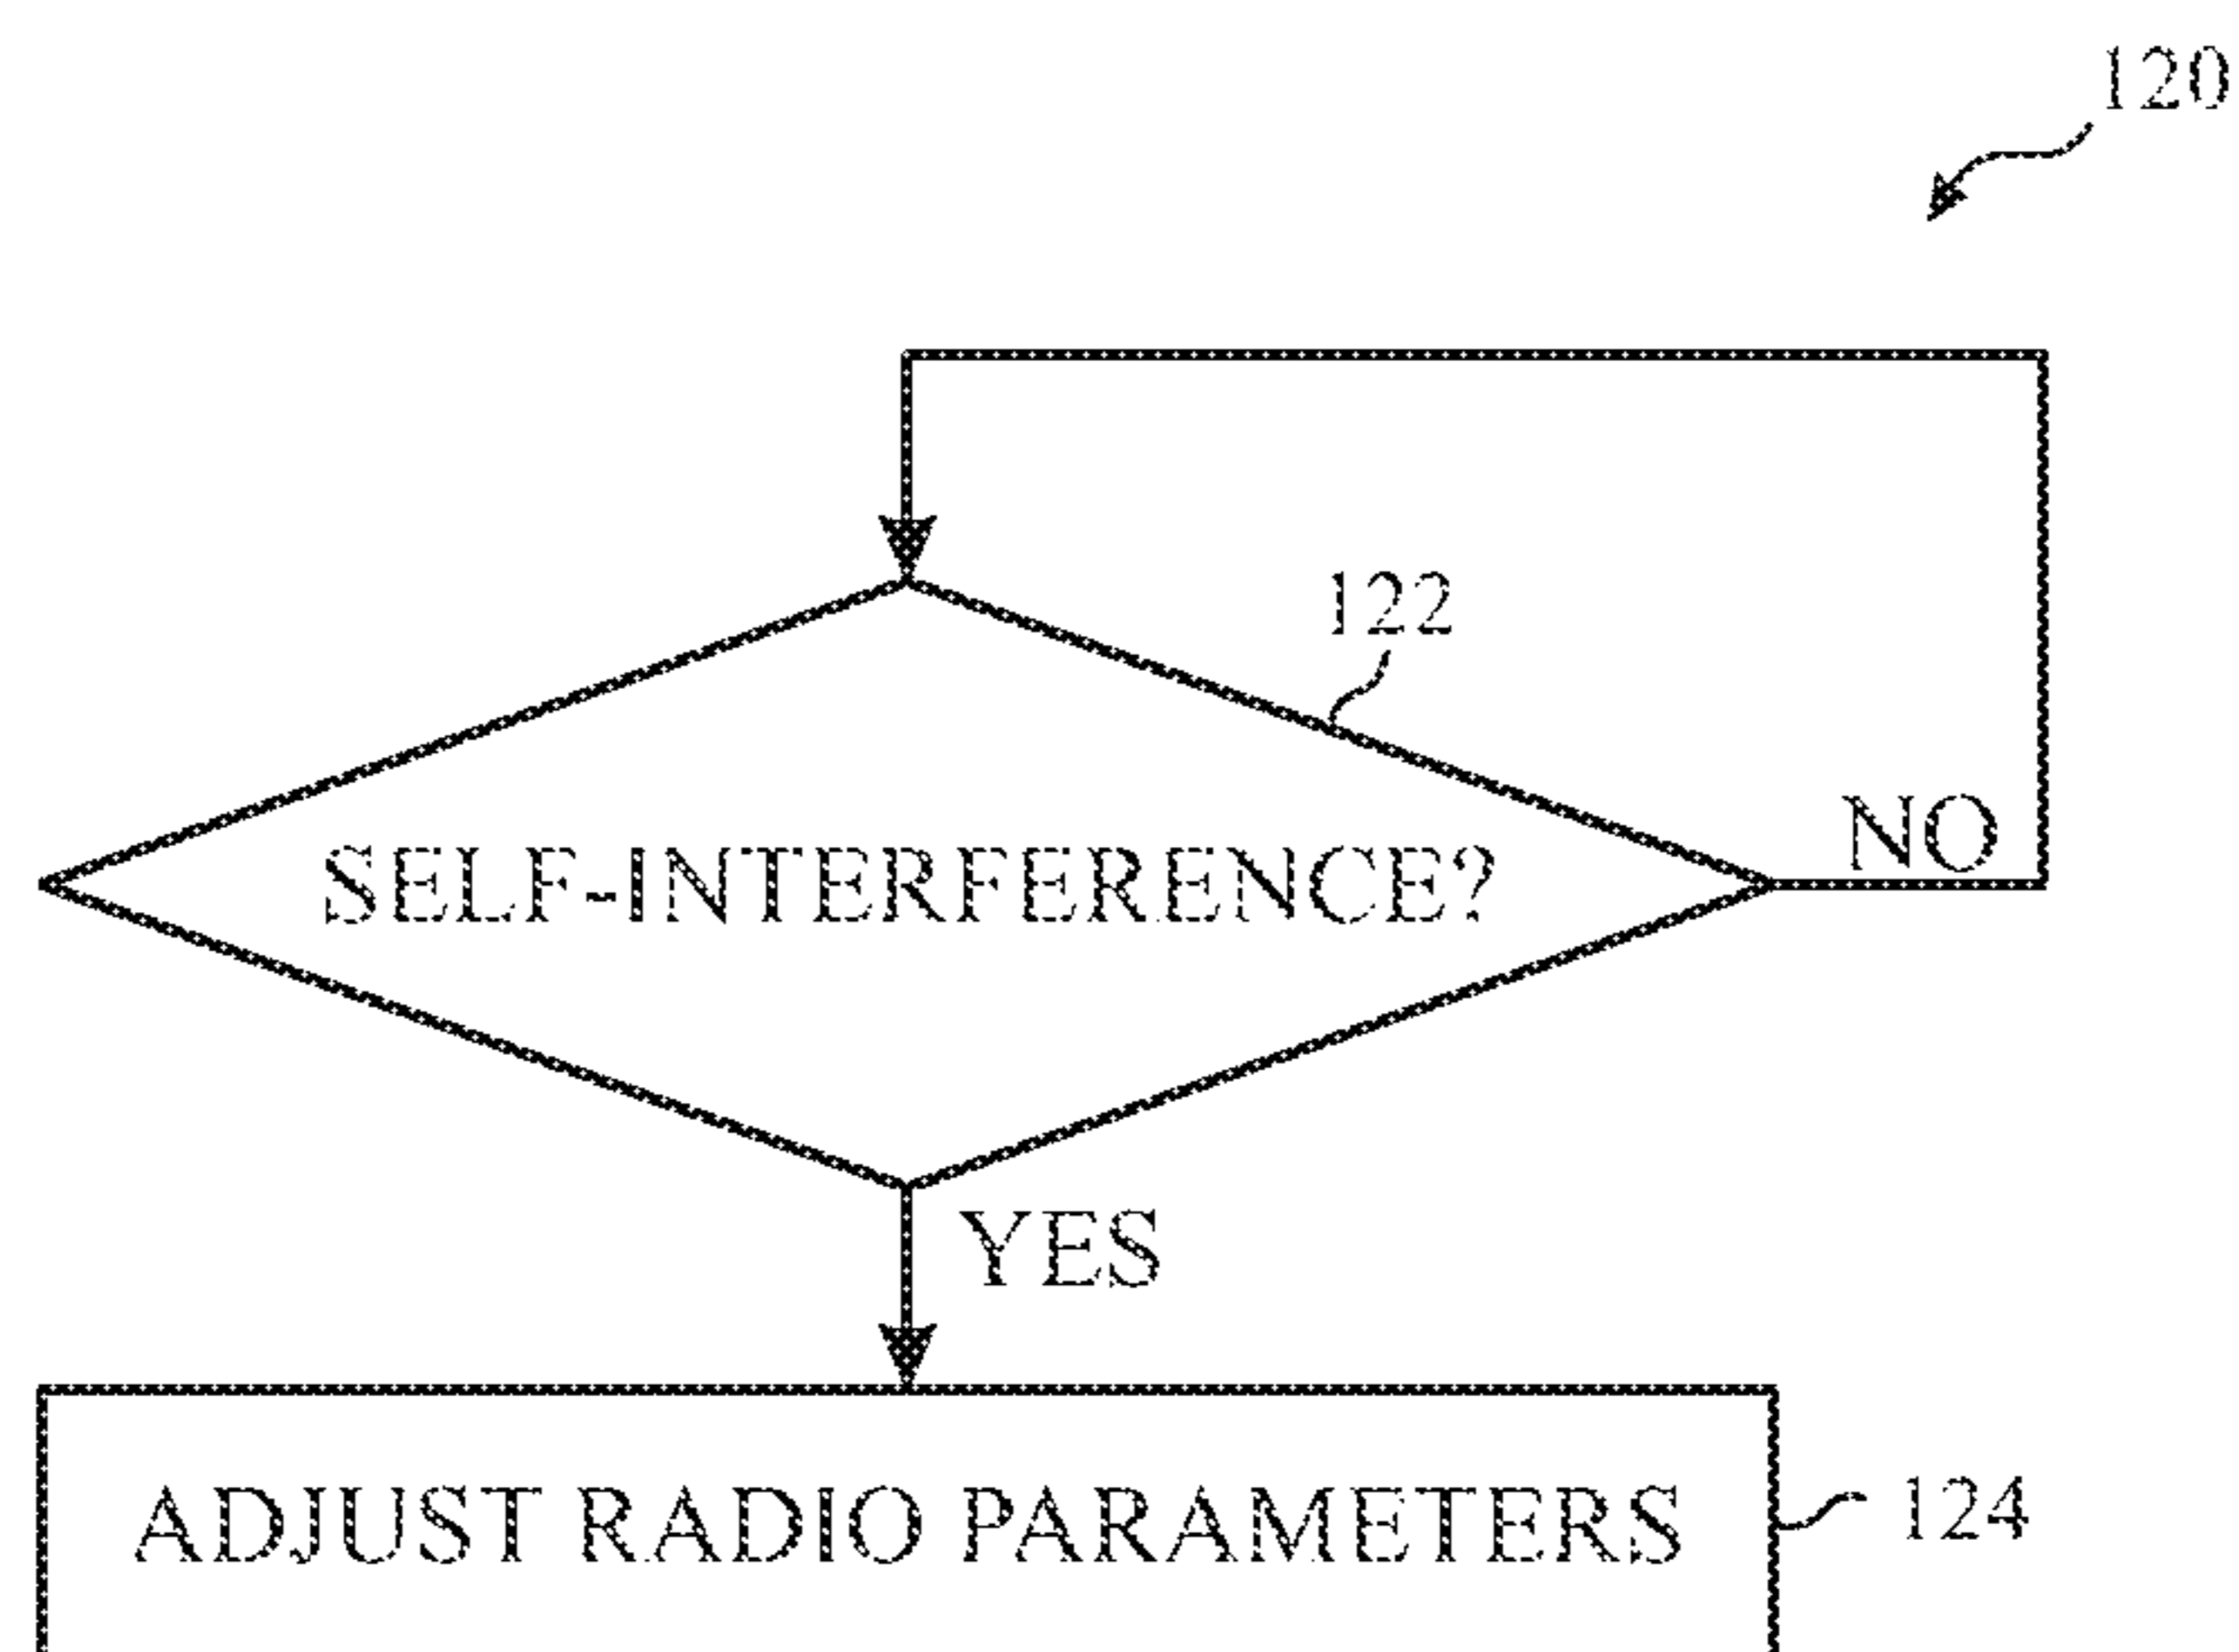 120
122
NO
SELF-INTERFERENCE?
YES
ADJUST RADIO PARAMETERS
124